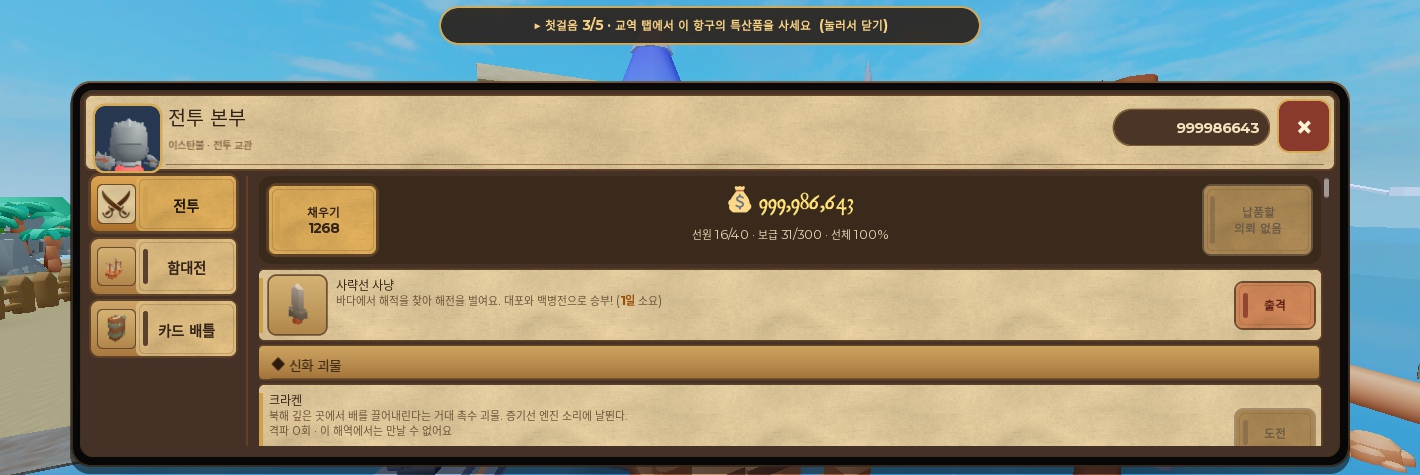 ▸ 첫걸음 3/5 · 교역 탭에서 이 항구의 특산품을 사세요 (눌러서 닫기)
전투 본부
이스탄불 · 전투 교관
999986643
×
전투
함대전
카드 배틀
채우기
1268
$ 999,986,643
선원 16/40 · 보급 31/300 · 선체 100%
납품할
의뢰 없음
사략선 사냥
바다에서 해적을 찾아 해전을 벌여요. 대포와 백병전으로 승부! (1일 소요)
출격
◆ 신화 괴물
크라켄
북해 깊은 곳에서 배를 끌어내린다는 거대 촉수 괴물. 증기선 엔진 소리에 날뛴다.
격파 0회 · 이 해역에서는 만날 수 없어요
도전